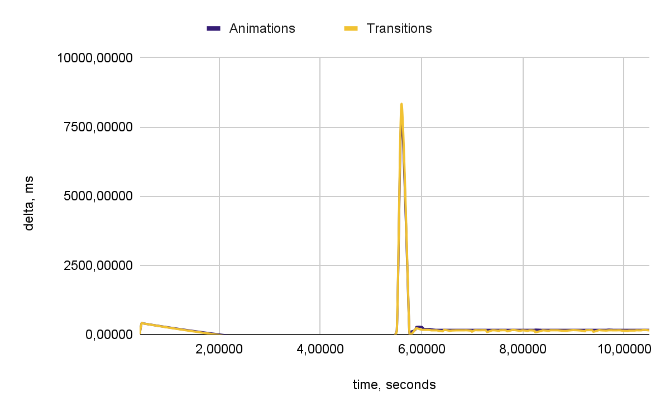 Animations Transitions
10000,00000
7500,00000
5000,00000
2500,00000
0,00000
delta, ms
2,00000 4,00000 6,00000 8,00000 10,00000
time, seconds